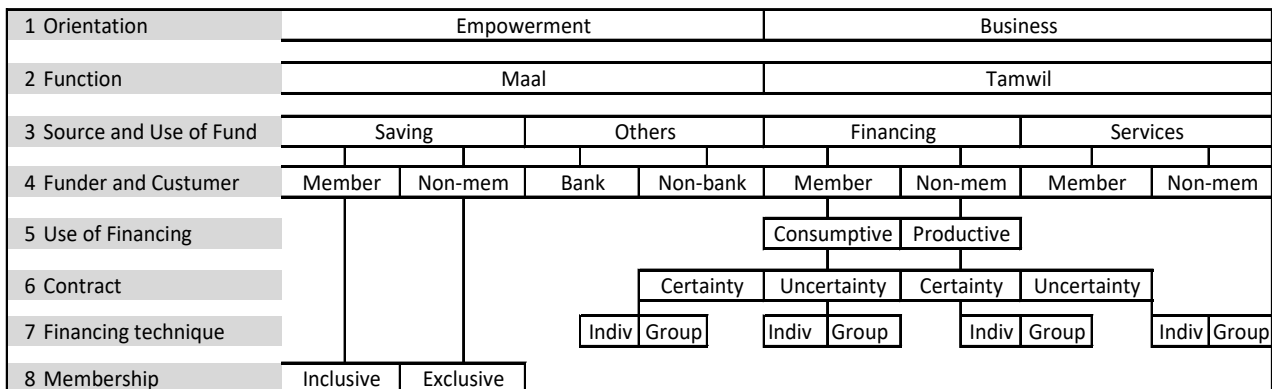 1 Orientation Empowerment Business
2 Function Maal Tamwil
3 Source and Use of Fund Saving Others Financing Services
4 Funder and Custumer Member Non-mem Bank Non-bank Member Non-mem Member Non-mem
5 Use of Financing Consumptive Productive
6 Contract Certainty Uncertainty Certainty Uncertainty
7 Financing technique Indiv Group Indiv Group Indiv Group Indiv Group
8 Membership Inclusive Exclusive